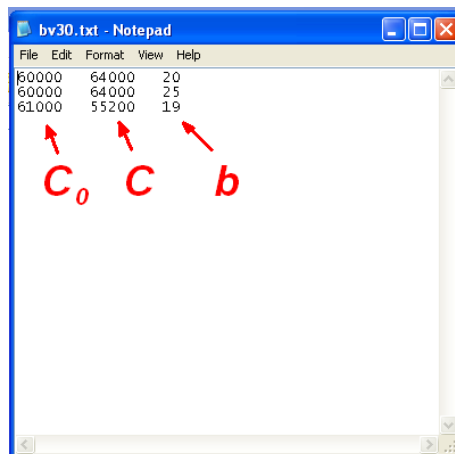 bv30.txt - Notepad
File Edit Format View Help
60000 64000 20
60000 64000 25
61000 55200 19
C₀ C b